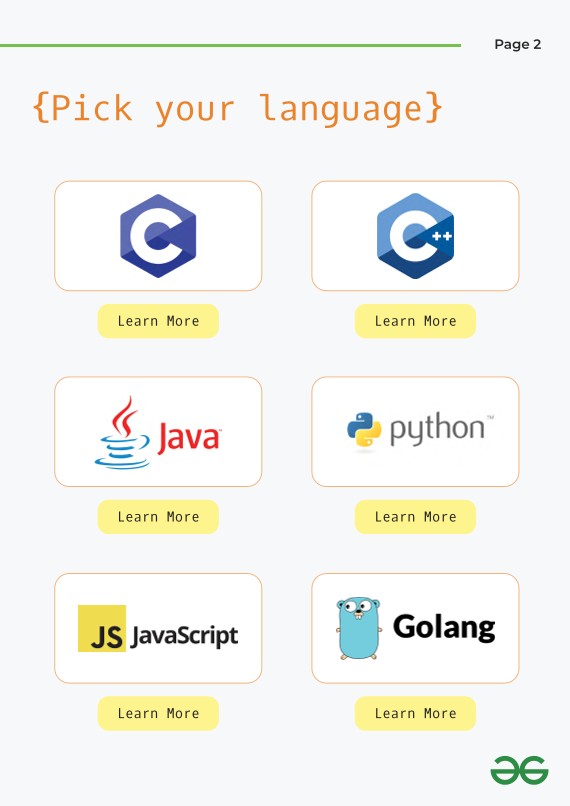 Page 2
{Pick your language}
C
C++
Learn More
Learn More
Java
python™
Learn More
Learn More
JS JavaScript
Golang
Learn More
Learn More